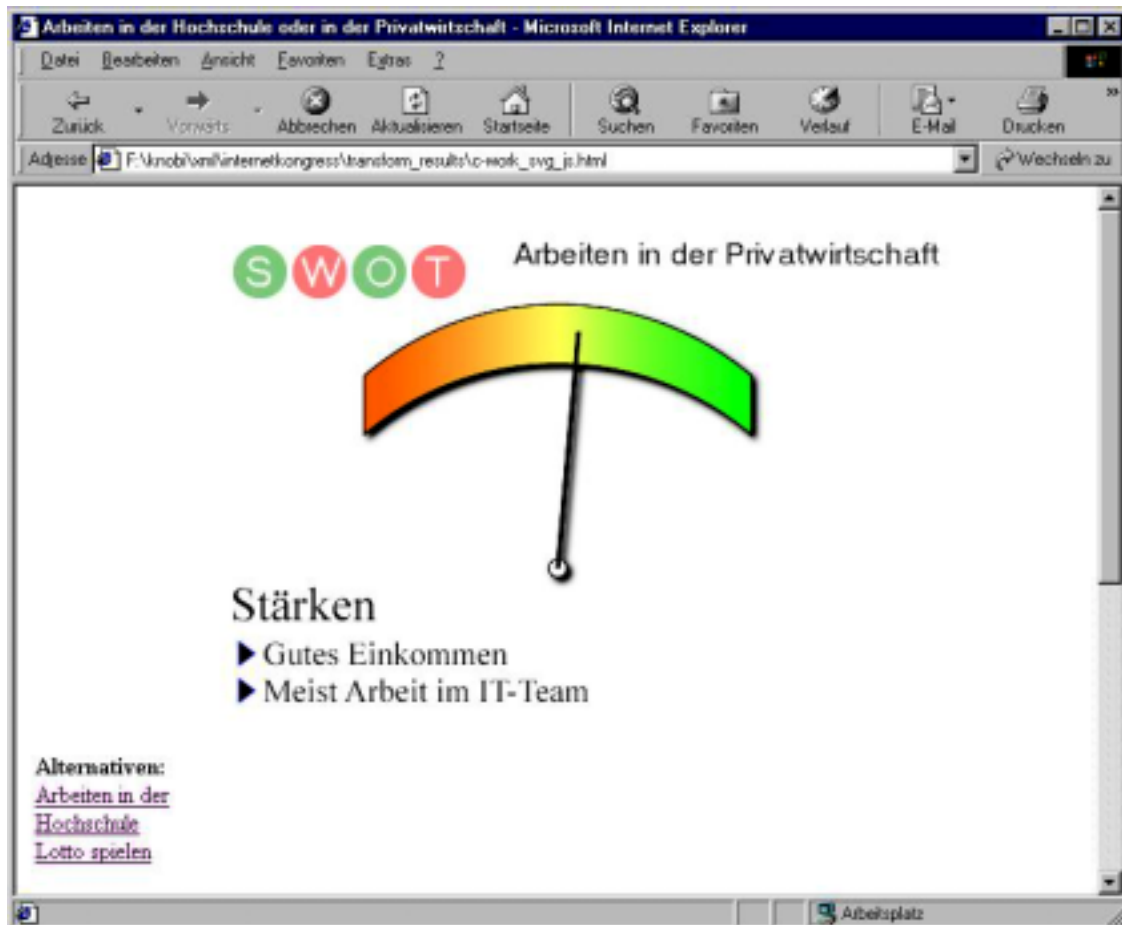 Arbeiten in der Hochschule oder in der Privatwirtschaft - Microsoft Internet Explorer
Datei Bearbeiten Ansicht Favoriten Extras ?
Zurück Vorwärts Abbrechen Aktualisieren Startseite Suchen Favoriten Verlauf E-Mail Drucken »
Adresse F:\knobi\xml\internetkongress\transform_results\c-work_svg_js.html Wechseln zu
SWOT Arbeiten in der Privatwirtschaft
Stärken
Gutes Einkommen
Meist Arbeit im IT-Team
Alternativen:
Arbeiten in der
Hochschule
Lotto spielen
Arbeitsplatz